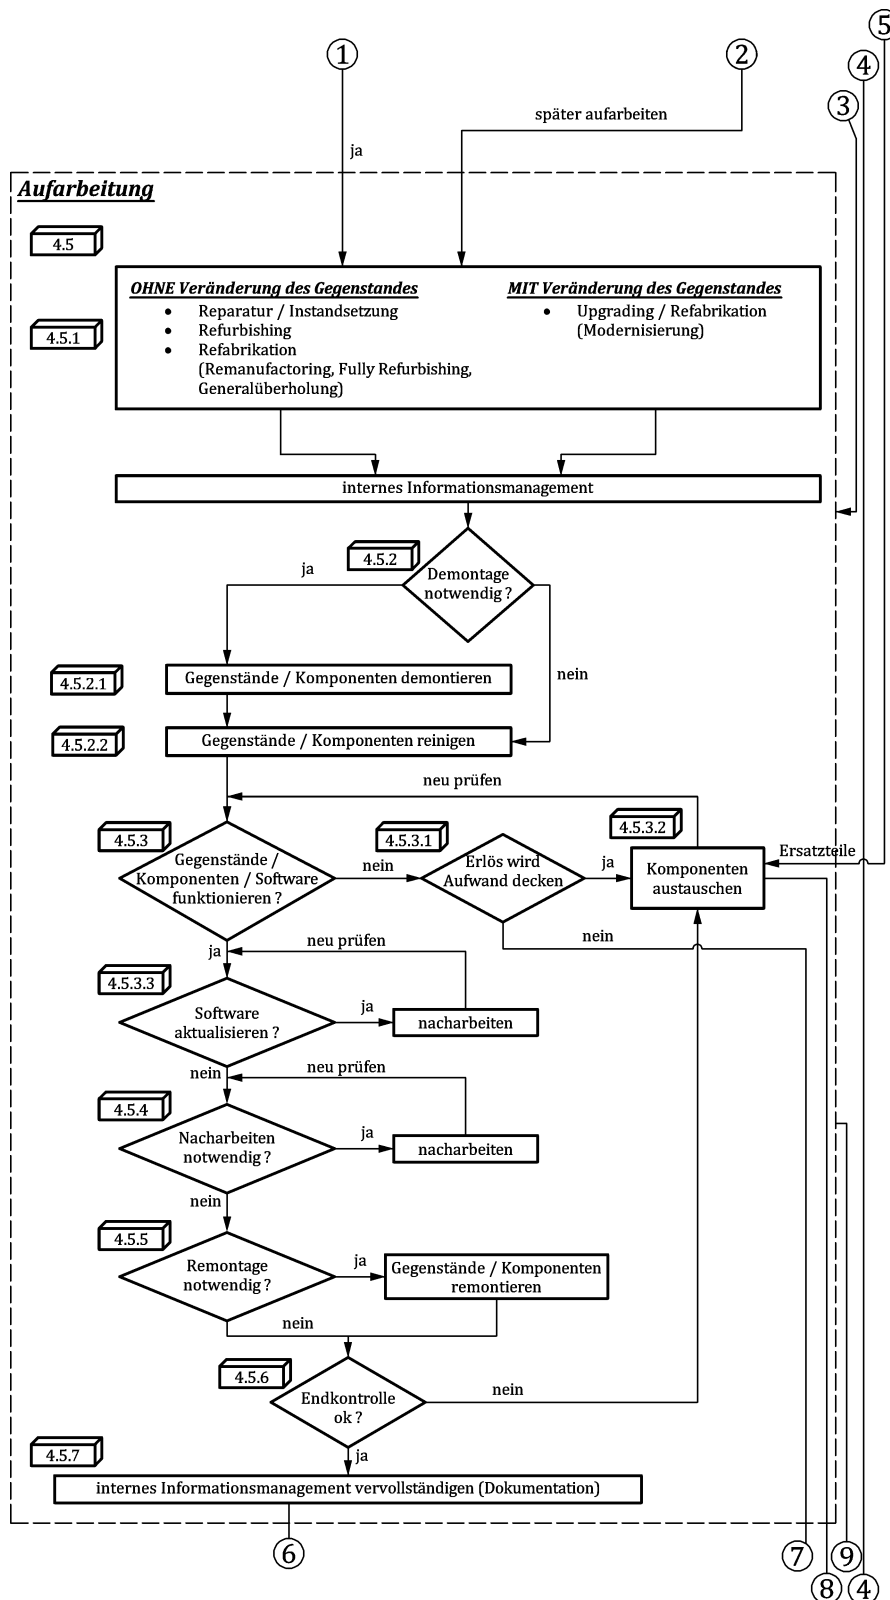 ⑤
①
②
④
③
später aufarbeiten
ja
Aufarbeitung
4.5
OHNE Veränderung des Gegenstandes
• Reparatur / Instandsetzung
• Refurbishing
• Refabrikation
(Remanufactoring, Fully Refurbishing,
Generalüberholung)
MIT Veränderung des Gegenstandes
• Upgrading / Refabrikation
(Modernisierung)
4.5.1
internes Informationsmanagement
4.5.2
Demontage
notwendig ?
ja
nein
4.5.2.1
Gegenstände / Komponenten demontieren
4.5.2.2
Gegenstände / Komponenten reinigen
neu prüfen
4.5.3
Gegenstände /
Komponenten / Software
funktionieren ?
nein
4.5.3.1
Erlös wird
Aufwand decken
ja
4.5.3.2
Komponenten
austauschen
Ersatzteile
nein
ja
neu prüfen
4.5.3.3
Software
aktualisieren ?
ja
nacharbeiten
nein
neu prüfen
4.5.4
Nacharbeiten
notwendig ?
ja
nacharbeiten
nein
4.5.5
Remontage
notwendig ?
ja
Gegenstände / Komponenten
remontieren
nein
4.5.6
Endkontrolle
ok ?
nein
ja
4.5.7
internes Informationsmanagement vervollständigen (Dokumentation)
⑥
⑦
⑨
⑧
④